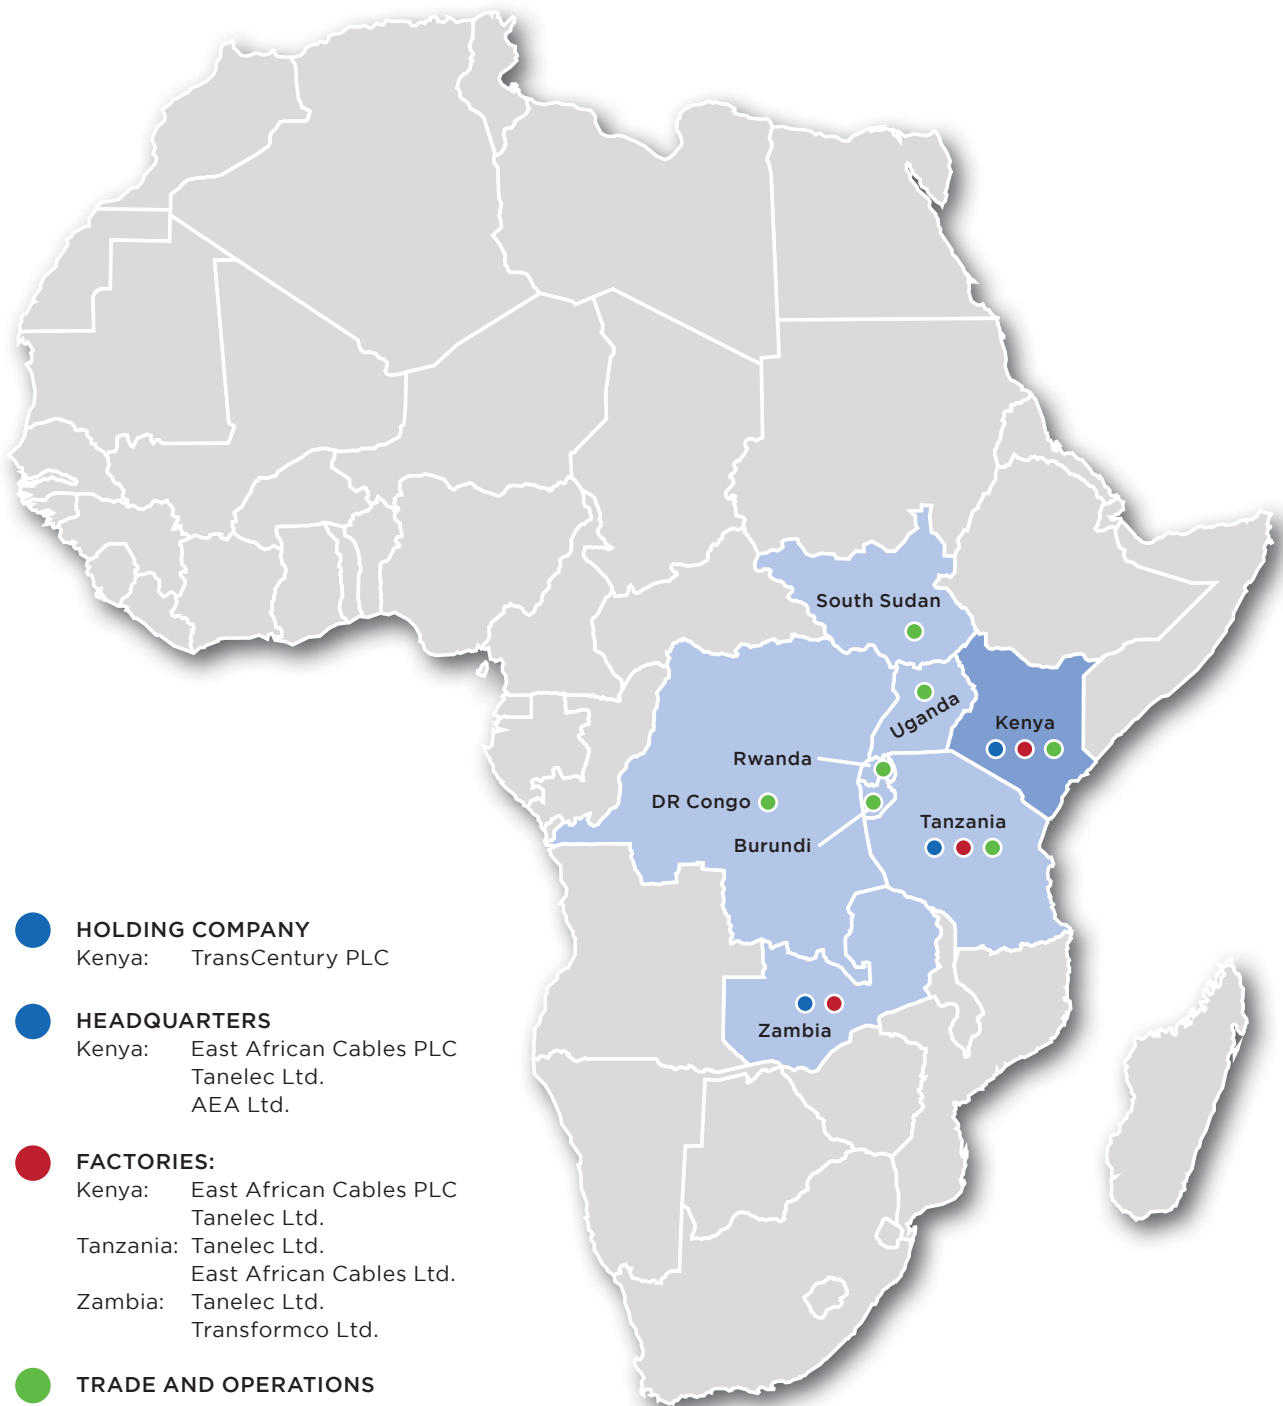 South Sudan
Uganda
Kenya
Rwanda
DR Congo
Burundi
Tanzania
Zambia
HOLDING COMPANY
Kenya: TransCentury PLC
HEADQUARTERS
Kenya: East African Cables PLC
Tanelec Ltd.
AEA Ltd.
FACTORIES:
Kenya: East African Cables PLC
Tanelec Ltd.
Tanzania: Tanelec Ltd.
East African Cables Ltd.
Zambia: Tanelec Ltd.
Transformco Ltd.
TRADE AND OPERATIONS